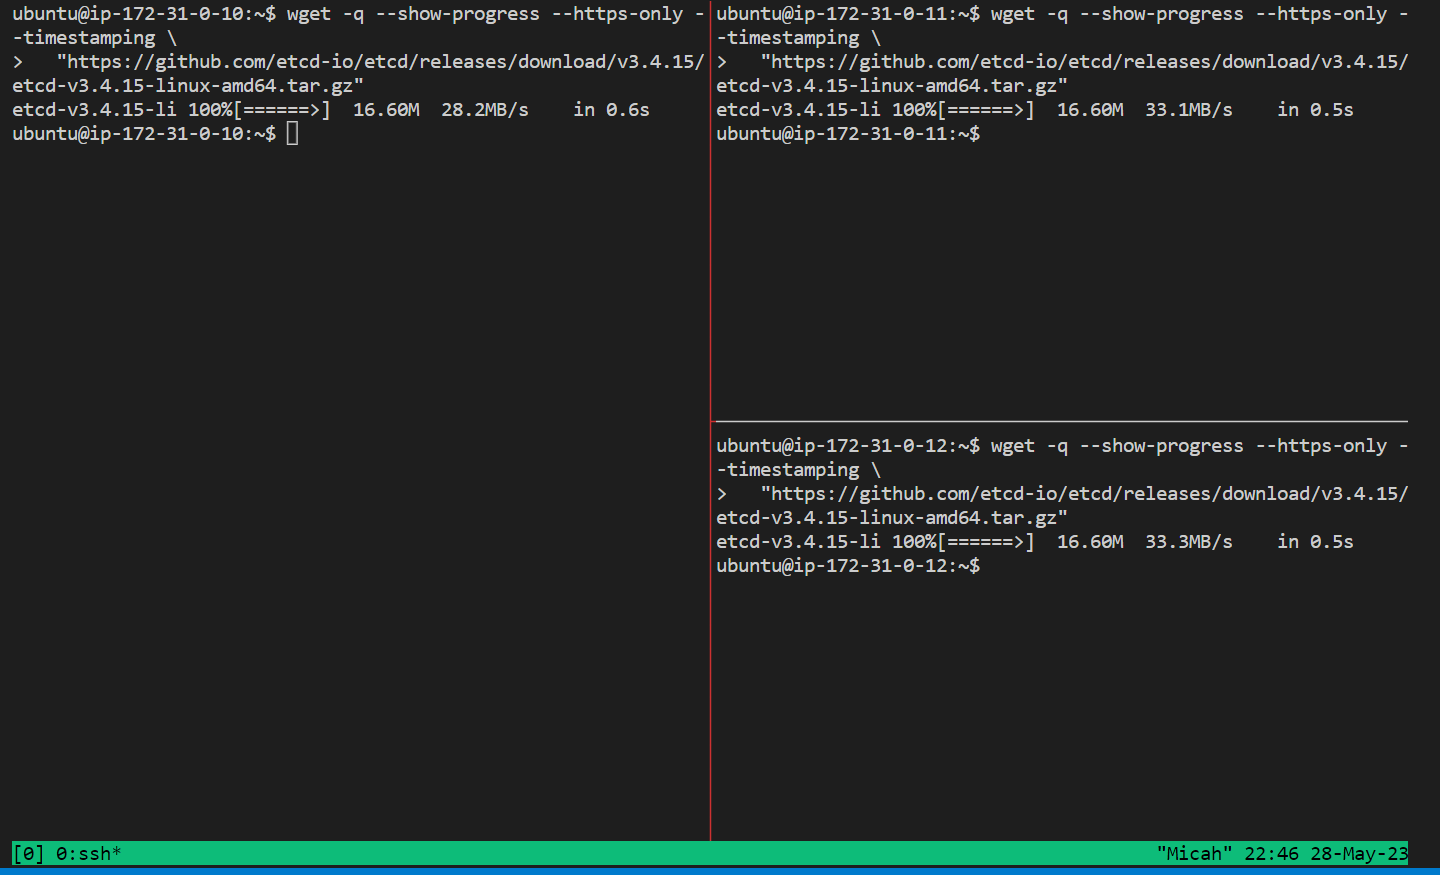 ubuntu@ip-172-31-0-10:~$ wget -q --show-progress --https-only -
-timestamping \
>   "https://github.com/etcd-io/etcd/releases/download/v3.4.15/
etcd-v3.4.15-linux-amd64.tar.gz"
etcd-v3.4.15-li 100%[======>]  16.60M  28.2MB/s    in 0.6s
ubuntu@ip-172-31-0-10:~$
ubuntu@ip-172-31-0-11:~$ wget -q --show-progress --https-only -
-timestamping \
>   "https://github.com/etcd-io/etcd/releases/download/v3.4.15/
etcd-v3.4.15-linux-amd64.tar.gz"
etcd-v3.4.15-li 100%[======>]  16.60M  33.1MB/s    in 0.5s
ubuntu@ip-172-31-0-11:~$
ubuntu@ip-172-31-0-12:~$ wget -q --show-progress --https-only -
-timestamping \
>   "https://github.com/etcd-io/etcd/releases/download/v3.4.15/
etcd-v3.4.15-linux-amd64.tar.gz"
etcd-v3.4.15-li 100%[======>]  16.60M  33.3MB/s    in 0.5s
ubuntu@ip-172-31-0-12:~$
[0] 0:ssh* "Micah" 22:46 28-May-23